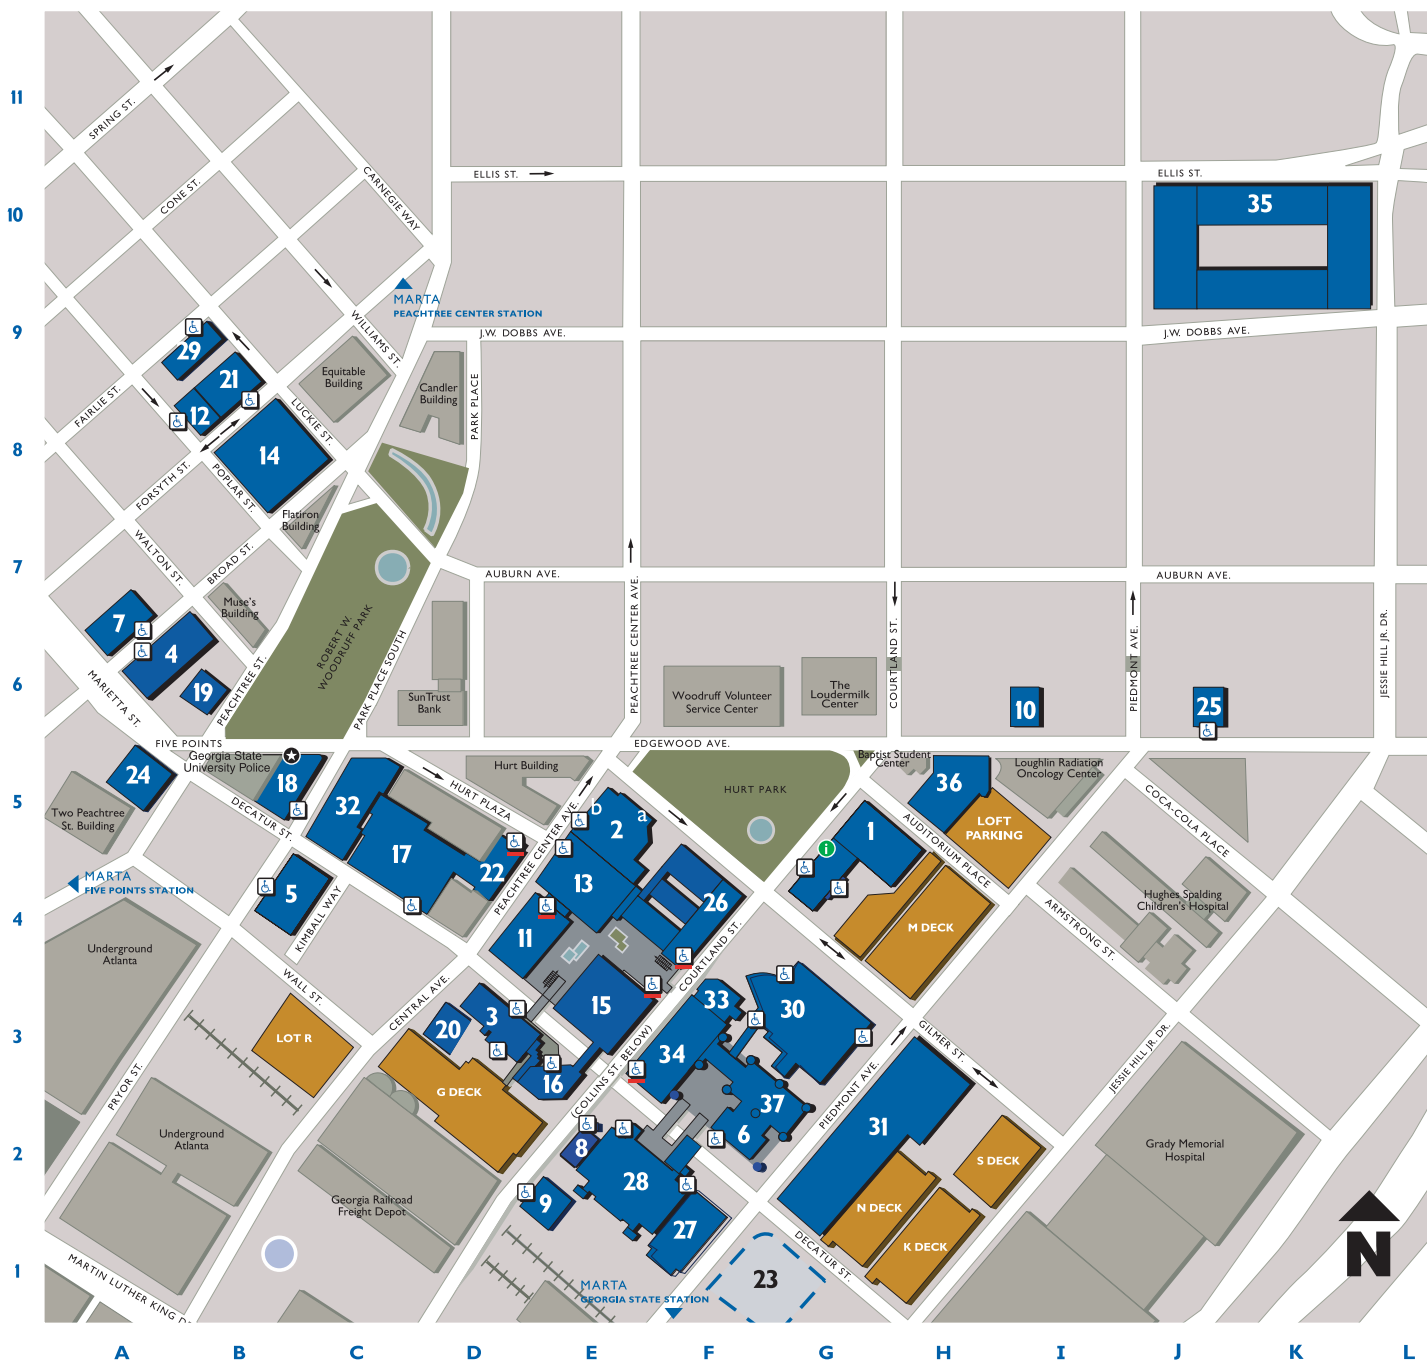 11
10
9
8
7
6
5
4
3
2
1
SPRING ST.
CONE ST.
CARNEGIE WAY
ELLIS ST.
ELLIS ST.
35
MARTA
PEACHTREE CENTER STATION
WILLIAMS ST.
J.W. DOBBS AVE.
J.W. DOBBS AVE.
29
21
12
14
FAIRLIE ST.
LUCKIE ST.
Equitable
Building
Candler
Building
PARK PLACE
FORSYTH ST.
POPLAR ST.
Flatiron
Building
WALTON ST.
BROAD ST.
AUBURN AVE.
AUBURN AVE.
Muse's
Building
7
4
19
ROBERT W.
WOODRUFF PARK
PEACHTREE ST.
PARK PLACE SOUTH
SunTrust
Bank
PEACHTREE CENTER AVE.
Woodruff Volunteer
Service Center
The
Loudermilk
Center
COURTLAND ST.
10
PIEDMONT AVE.
25
JESSIE HILL JR. DR.
MARIETTA ST.
FIVE POINTS
EDGEWOOD AVE.
Georgia State
University Police
24
18
32
Two Peachtree
St. Building
DECATUR ST.
HURT PLAZA
Hurt Building
HURT PARK
Baptist Student
Center
36
Loughlin Radiation
Oncology Center
LOFT
PARKING
COCA-COLA PLACE
b
a
2
1
AUDITORIUM PLACE
17
22
PEACHTREE CENTER AVE.
13
26
i
MARTA
FIVE POINTS STATION
5
KIMBALL WAY
11
M DECK
ARMSTRONG ST.
Hughes Spalding
Children's Hospital
Underground
Atlanta
WALL ST.
CENTRAL AVE.
COURTLAND ST.
(COLLINS ST. BELOW)
15
33
30
20
3
34
16
LOT R
G DECK
GILMER ST.
JESSIE HILL JR. DR.
PRYOR ST.
PIEDMONT AVE.
37
6
31
Underground
Atlanta
8
28
9
27
S DECK
N DECK
K DECK
Grady Memorial
Hospital
Georgia Railroad
Freight Depot
DECATUR ST.
23
MARTA
GEORGIA STATE STATION
MARTIN LUTHER KING
N
A B C D E F G H I J K L